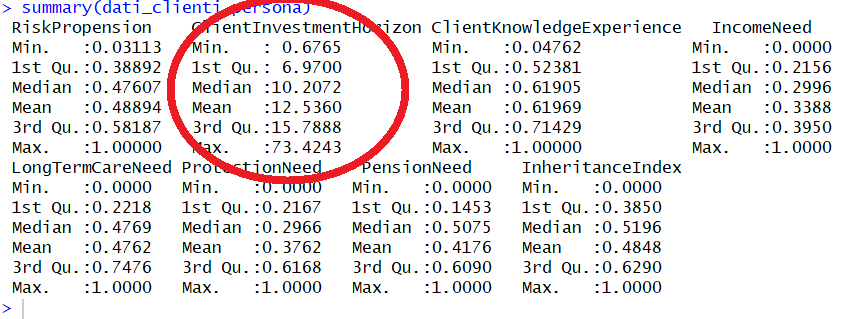 > summary(dati_clienti persona)
RiskPropension ClientInvestmentHorizon ClientKnowledgeExperience IncomeNeed
Min. :0.03113 Min. : 0.6765 Min. :0.04762 Min. :0.0000
1st Qu.:0.38892 1st Qu.: 6.9700 1st Qu.:0.52381 1st Qu.:0.2156
Median :0.47607 Median :10.2072 Median :0.61905 Median :0.2996
Mean :0.48894 Mean :12.5360 Mean :0.61969 Mean :0.3388
3rd Qu.:0.58187 3rd Qu.:15.7888 3rd Qu.:0.71429 3rd Qu.:0.3950
Max. :1.00000 Max. :73.4243 Max. :1.00000 Max. :1.0000
LongTermCareNeed ProtectionNeed PensionNeed InheritanceIndex
Min. :0.0000 Min. :0.0000 Min. :0.0000 Min. :0.0000
1st Qu.:0.2218 1st Qu.:0.2167 1st Qu.:0.1453 1st Qu.:0.3850
Median :0.4769 Median :0.2966 Median :0.5075 Median :0.5196
Mean :0.4762 Mean :0.3762 Mean :0.4176 Mean :0.4848
3rd Qu.:0.7476 3rd Qu.:0.6168 3rd Qu.:0.6090 3rd Qu.:0.6290
Max. :1.0000 Max. :1.0000 Max. :1.0000 Max. :1.0000
>